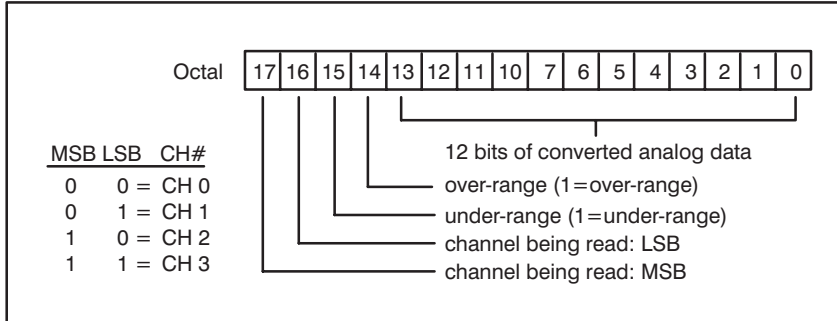 Octal 17 16 15 14 13 12 11 10 7 6 5 4 3 2 1 0
12 bits of converted analog data
over-range (1=over-range)
under-range (1=under-range)
channel being read: LSB
channel being read: MSB
MSB LSB CH#
0 0 = CH 0
0 1 = CH 1
1 0 = CH 2
1 1 = CH 3